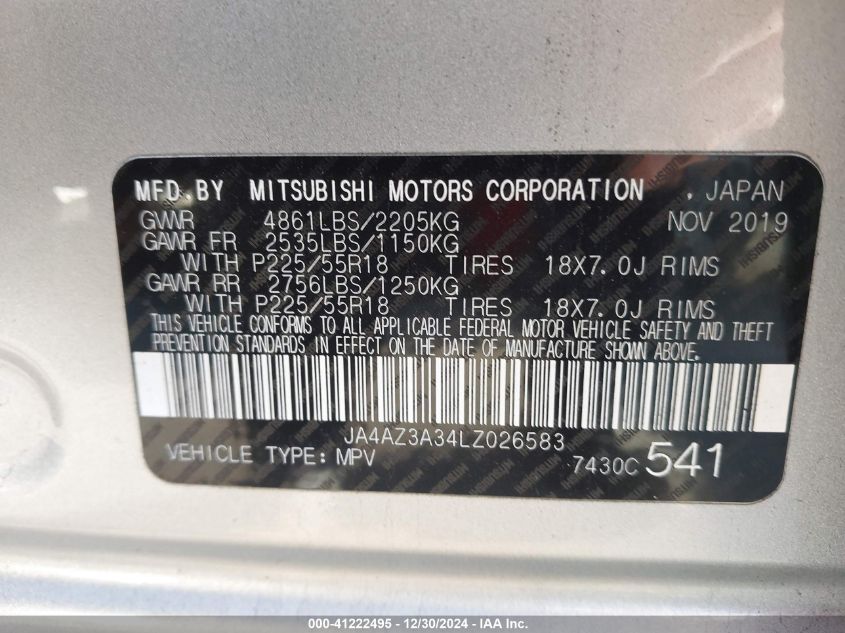 MFD.BY MITSUBISHI MOTORS CORPORATION , JAPAN
GVWR 4861LBS/2205KG NOV 2019
GAWR FR 2535LBS/1150KG
WITH P225/55R18 TIRES 18X7.0J RIMS
GAWR RR 2756LBS/1250KG
WITH P225/55R18 TIRES 18X7.0J RIMS
THIS VEHICLE CONFORMS TO ALL APPLICABLE FEDERAL MOTOR VEHICLE SAFETY AND THEFT
PREVENTION STANDARDS IN EFFECT ON THE DATE OF MANUFACTURE SHOWN ABOVE.
JA4AZ3A34LZ026583
VEHICLE TYPE: MPV 7430C 541
000-41222495 - 12/30/2024 - IAA Inc.